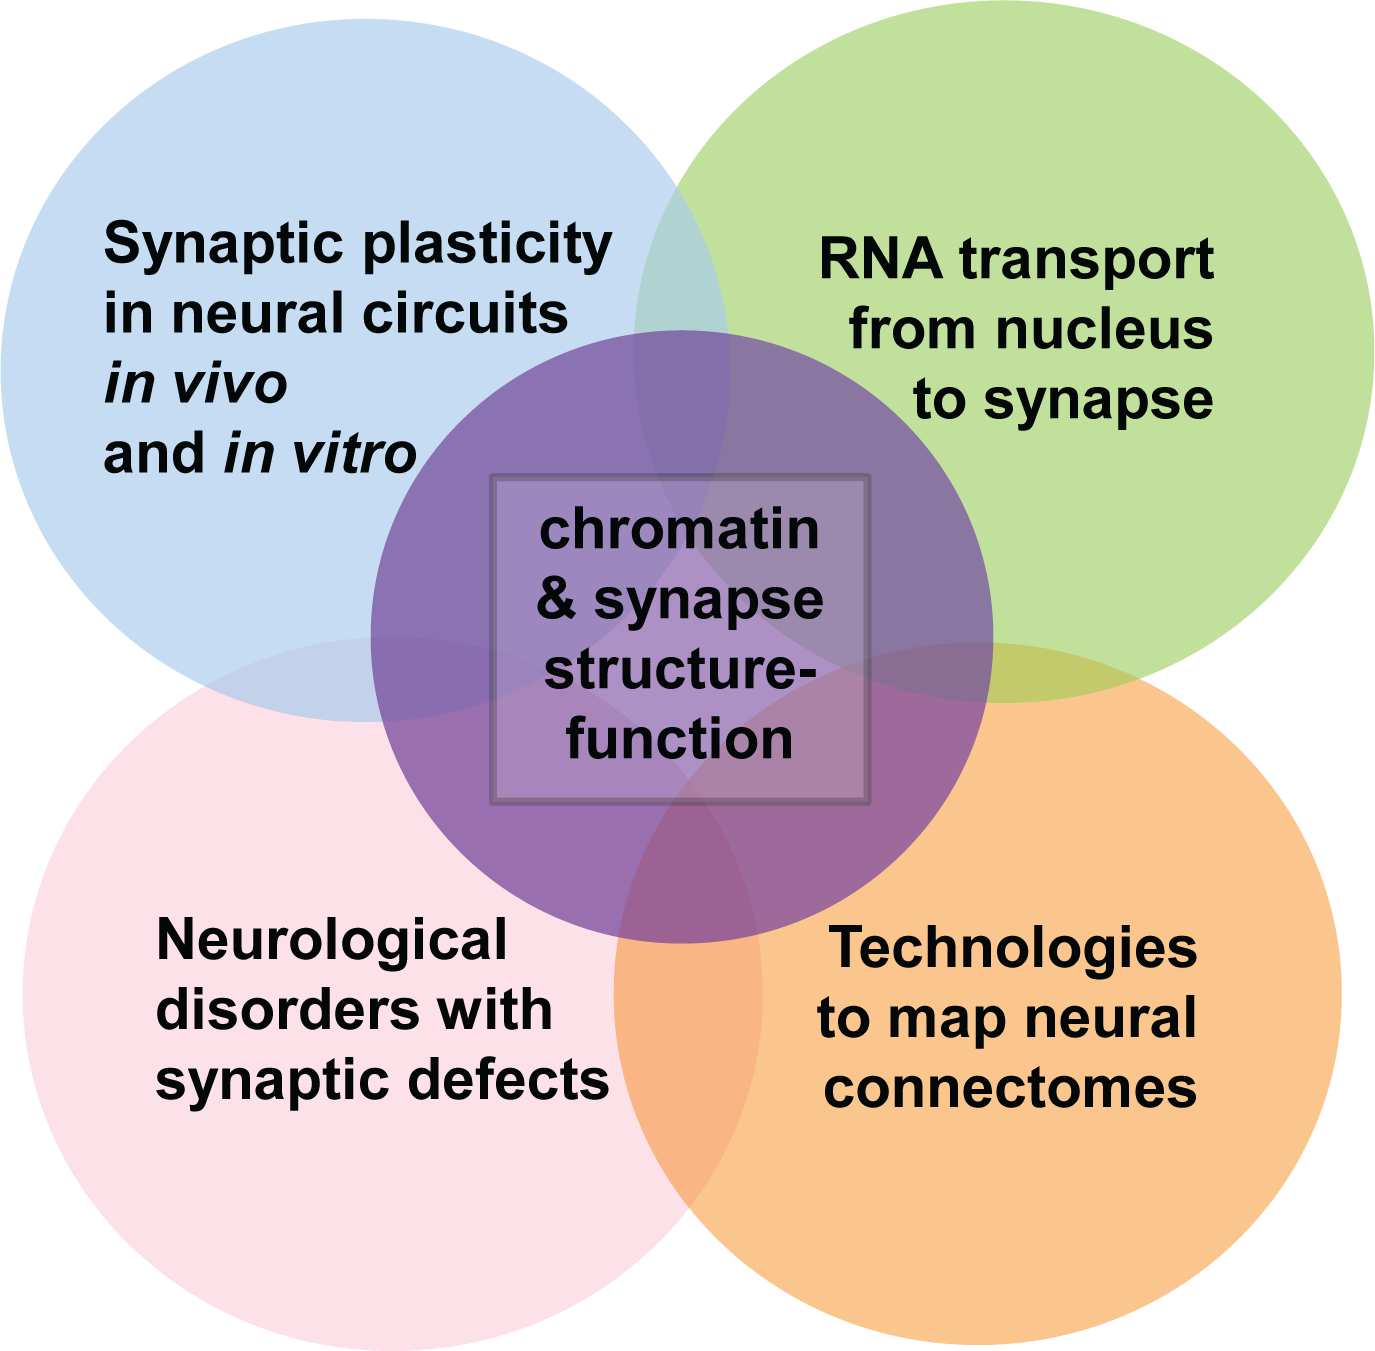 Synaptic plasticity
in neural circuits
in vivo
and in vitro
RNA transport
from nucleus
to synapse
chromatin
& synapse
structure-
function
Neurological
disorders with
synaptic defects
Technologies
to map neural
connectomes